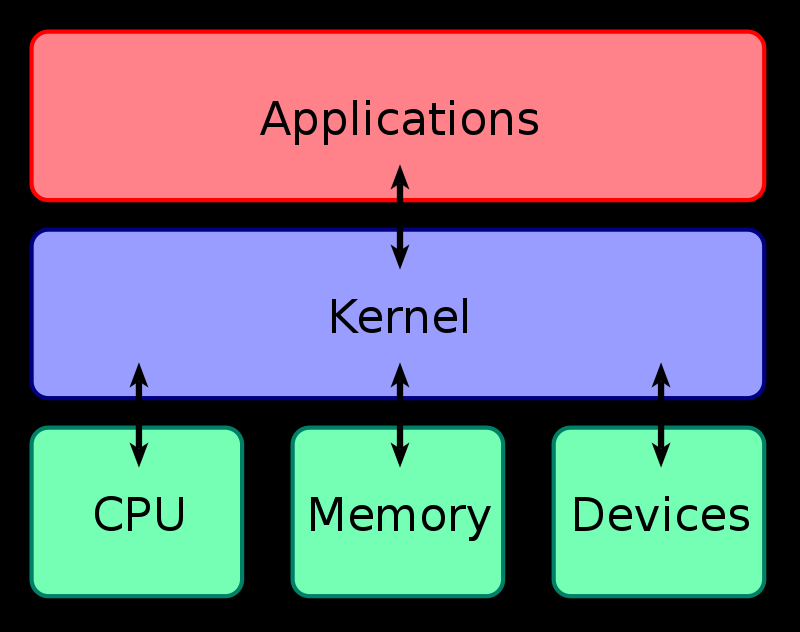 Applications
Kernel
CPU
Memory
Devices